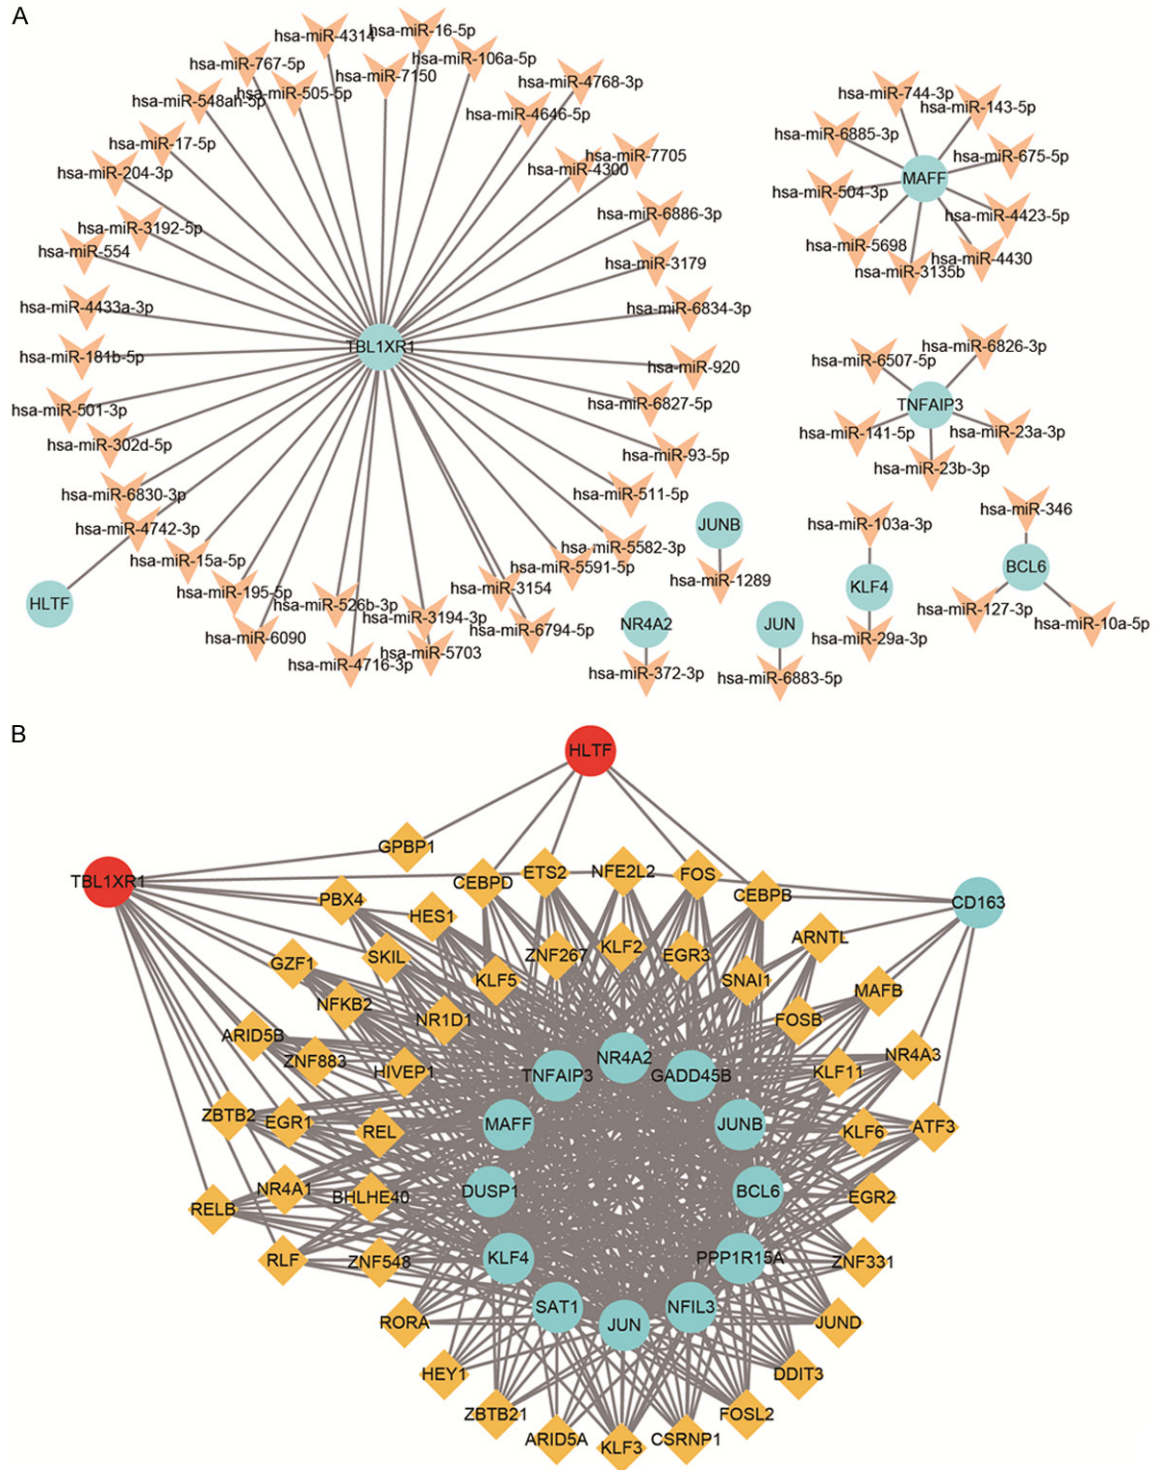 A
hsa-miR-4314
hsa-miR-16-5p
hsa-miR-767-5p
hsa-miR-7150
hsa-miR-106a-5p
hsa-miR-548ah-5p
hsa-miR-505-5p
hsa-miR-4768-3p
hsa-miR-4646-5p
hsa-miR-17-5p
hsa-miR-204-3p
hsa-miR-4300
hsa-miR-7705
hsa-miR-3192-5p
hsa-miR-554
hsa-miR-6886-3p
hsa-miR-3179
hsa-miR-4433a-3p
hsa-miR-6834-3p
hsa-miR-181b-5p
TBL1XR1
hsa-miR-920
hsa-miR-501-3p
hsa-miR-6827-5p
hsa-miR-302d-5p
hsa-miR-93-5p
hsa-miR-6830-3p
hsa-miR-511-5p
hsa-miR-4742-3p
hsa-miR-15a-5p
hsa-miR-5582-3p
hsa-miR-5591-5p
HLTF
hsa-miR-195-5p
hsa-miR-526b-3p
hsa-miR-3154
hsa-miR-3194-3p
hsa-miR-6794-5p
hsa-miR-6090
hsa-miR-4716-3p
hsa-miR-5703
hsa-miR-744-3p
hsa-miR-143-5p
hsa-miR-6885-3p
hsa-miR-675-5p
MAFF
hsa-miR-504-3p
hsa-miR-4423-5p
hsa-miR-5698
hsa-miR-4430
nsa-miR-3135b
hsa-miR-6507-5p
hsa-miR-6826-3p
TNFAIP3
hsa-miR-141-5p
hsa-miR-23a-3p
hsa-miR-23b-3p
JUNB
hsa-miR-1289
hsa-miR-103a-3p
KLF4
hsa-miR-29a-3p
hsa-miR-346
BCL6
hsa-miR-127-3p
hsa-miR-10a-5p
NR4A2
hsa-miR-372-3p
JUN
hsa-miR-6883-5p
B
HLTF
GPBP1
TBL1XR1
CEBPD
ETS2
NFE2L2
FOS
CEBPB
CD163
PBX4
HES1
ARNTL
GZF1
SKIL
KLF5
ZNF267
KLF2
EGR3
SNAI1
MAFB
NFKB2
NR1D1
FOSB
ARID5B
ZNF883
HIVEP1
TNFAIP3
NR4A2
GADD45B
KLF11
NR4A3
ZBTB2
EGR1
REL
MAFF
JUNB
KLF6
ATF3
RELB
NR4A1
BHLHE40
DUSP1
BCL6
EGR2
RLF
ZNF548
KLF4
PPP1R15A
ZNF331
RORA
SAT1
JUN
NFIL3
JUND
HEY1
DDIT3
ZBTB21
FOSL2
ARID5A
KLF3
CSRNP1